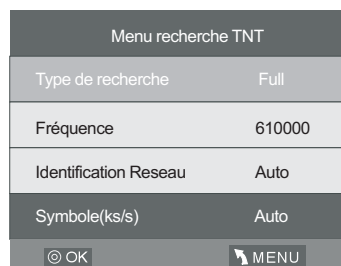 Menu recherche TNT
Type de recherche Full
Fréquence 610000
Identification Reseau Auto
Symbole(ks/s) Auto
OK MENU